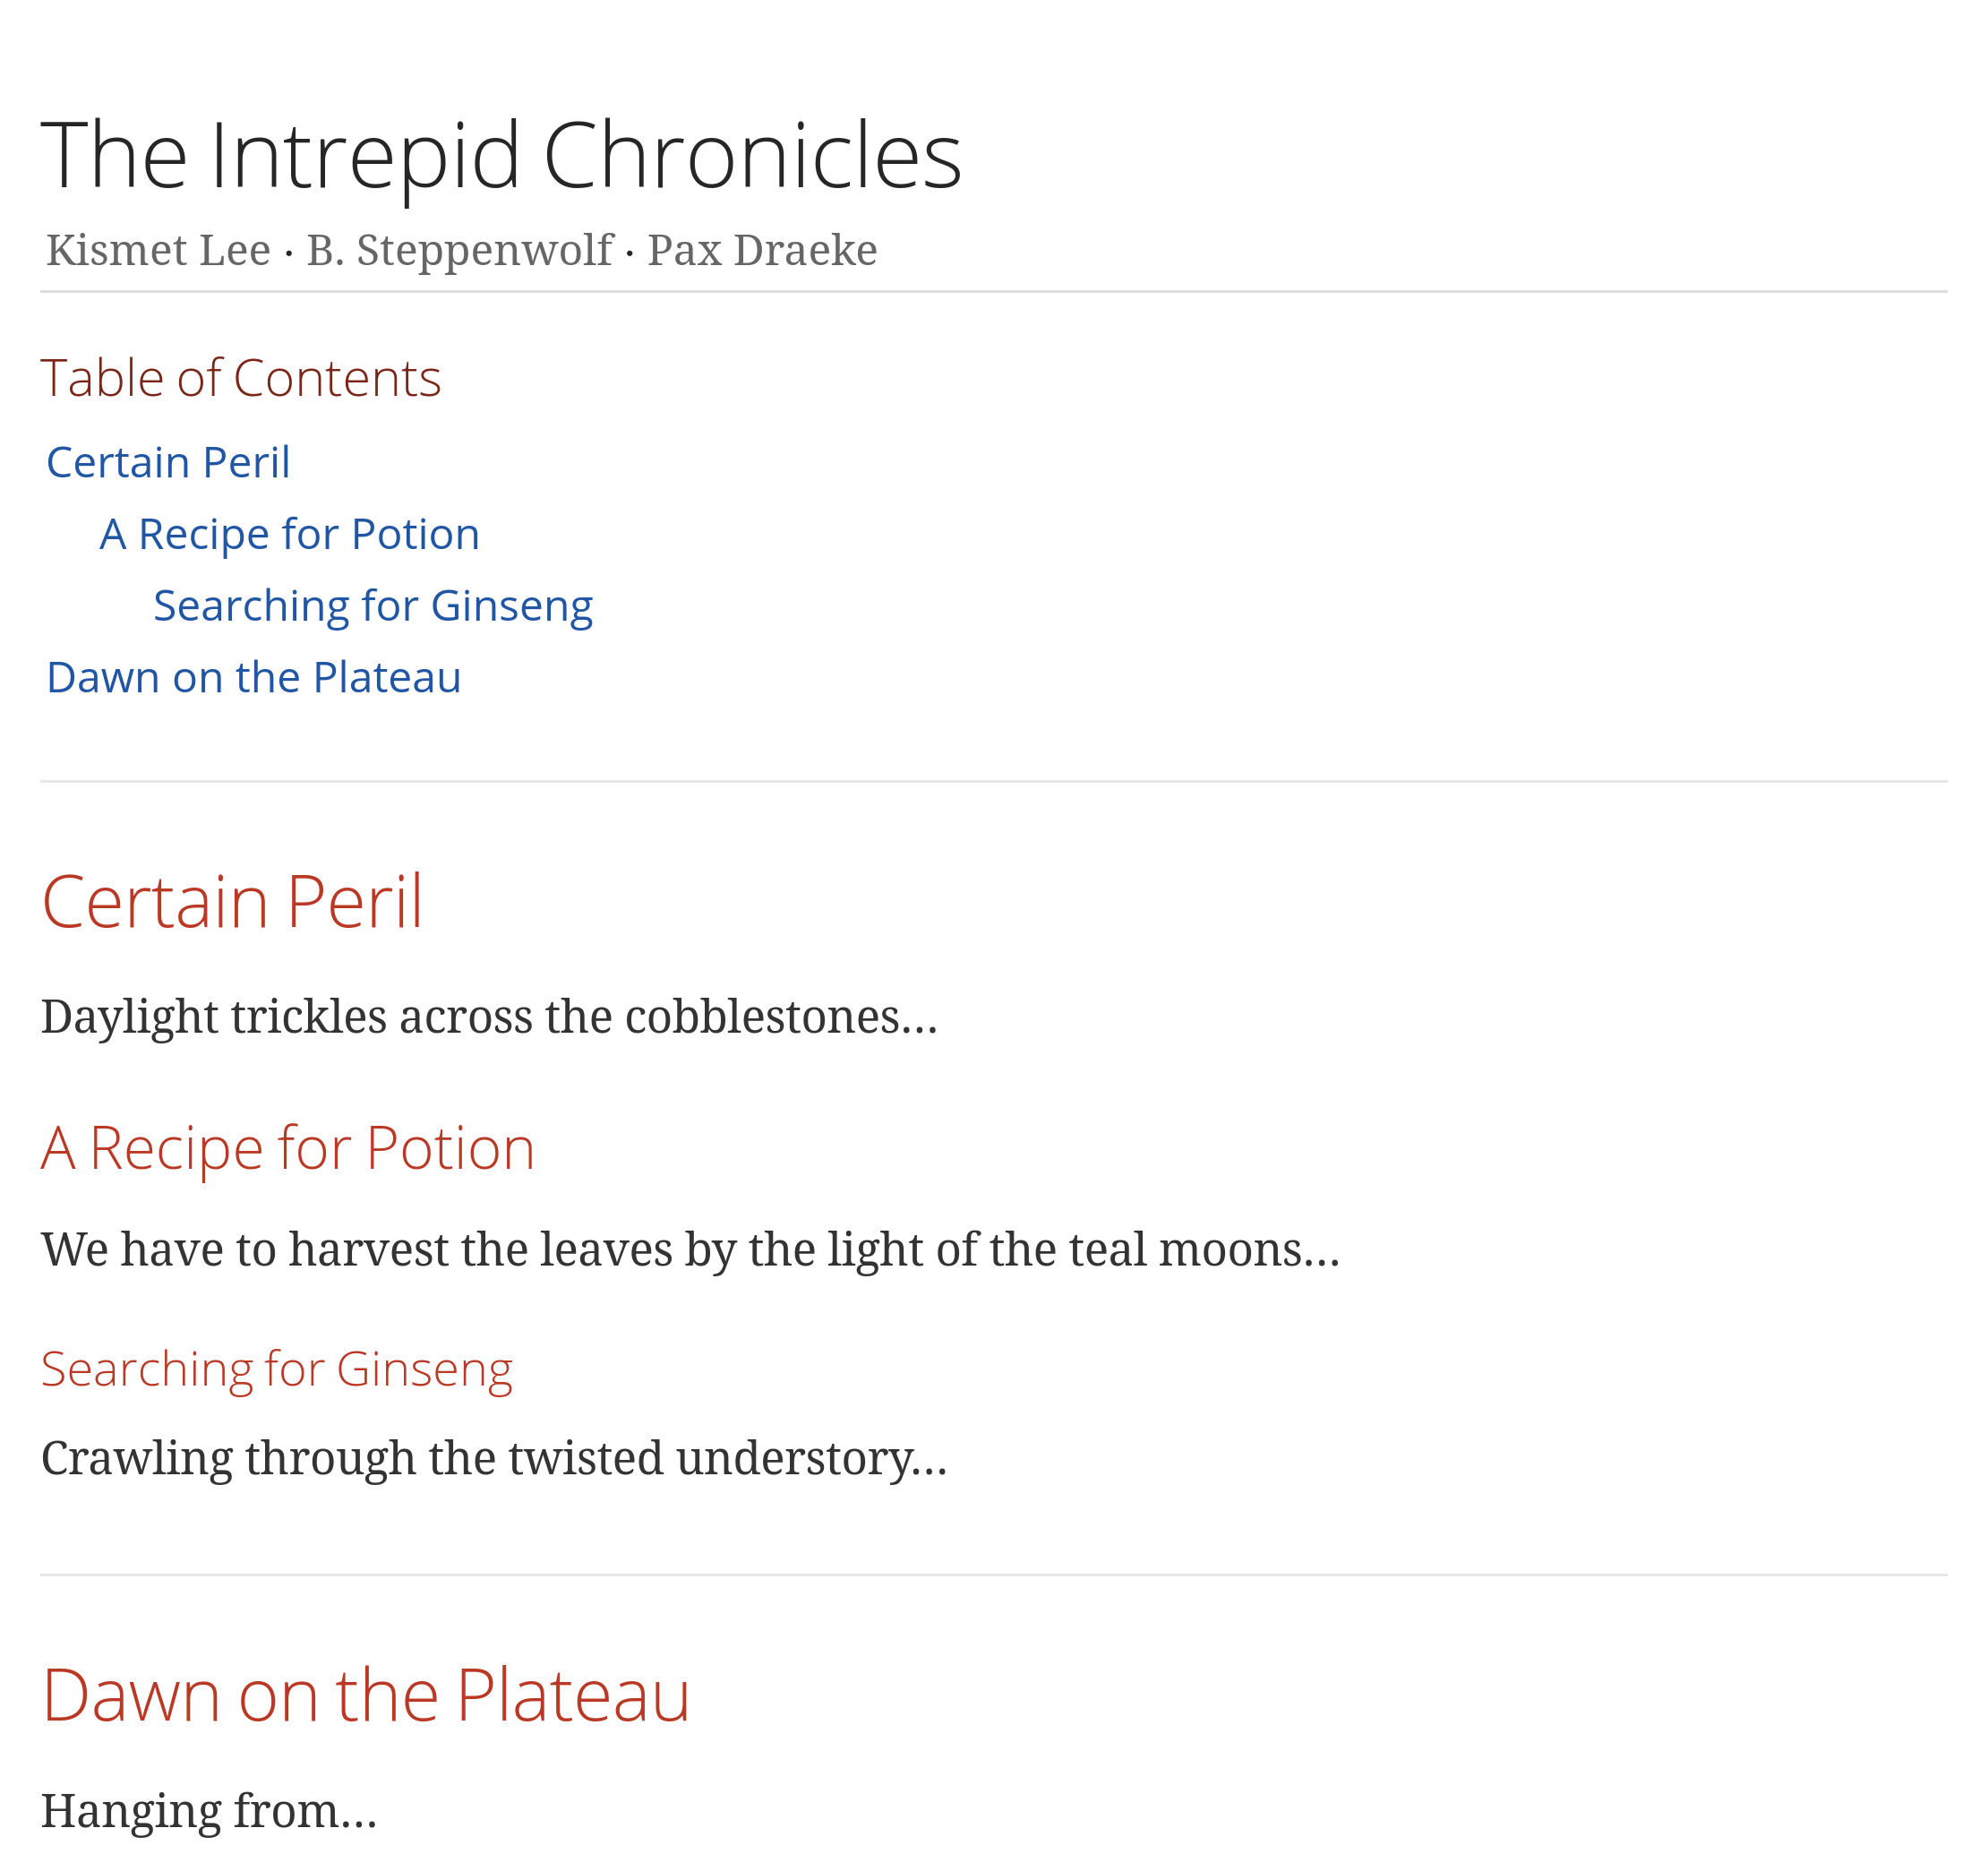 The Intrepid Chronicles
Kismet Lee · B. Steppenwolf · Pax Draeke
Table of Contents
Certain Peril
A Recipe for Potion
Searching for Ginseng
Dawn on the Plateau
Certain Peril
Daylight trickles across the cobblestones…
A Recipe for Potion
We have to harvest the leaves by the light of the teal moons…
Searching for Ginseng
Crawling through the twisted understory…
Dawn on the Plateau
Hanging from…